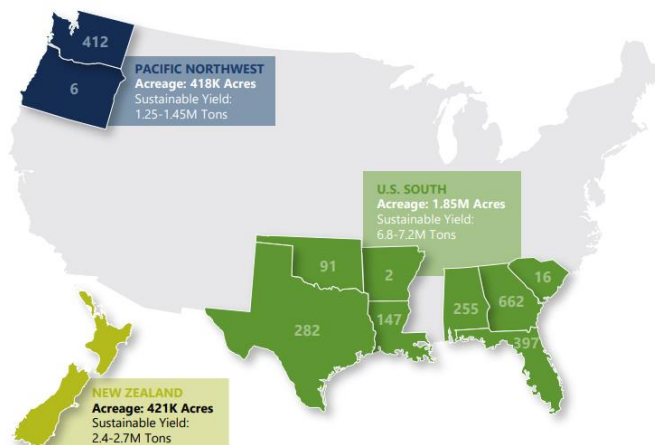 412
6
PACIFIC NORTHWEST
Acreage: 418K Acres
Sustainable Yield:
1.25-1.45M Tons
U.S. SOUTH
Acreage: 1.85M Acres
Sustainable Yield:
6.8-7.2M Tons
91
2
16
282
147
255
662
397
NEW ZEALAND
Acreage: 421K Acres
Sustainable Yield:
2.4-2.7M Tons